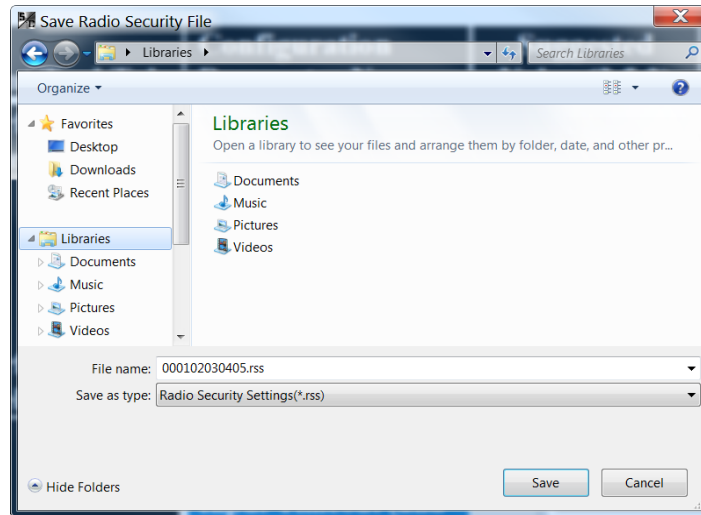 Save Radio Security File
Libraries
Search Libraries
Organize
Favorites
Desktop
Downloads
Recent Places
Libraries
Documents
Music
Pictures
Videos
Libraries
Open a library to see your files and arrange them by folder, date, and other pr...
Documents
Music
Pictures
Videos
File name: 000102030405.rss
Save as type: Radio Security Settings(*.rss)
Hide Folders
Save
Cancel